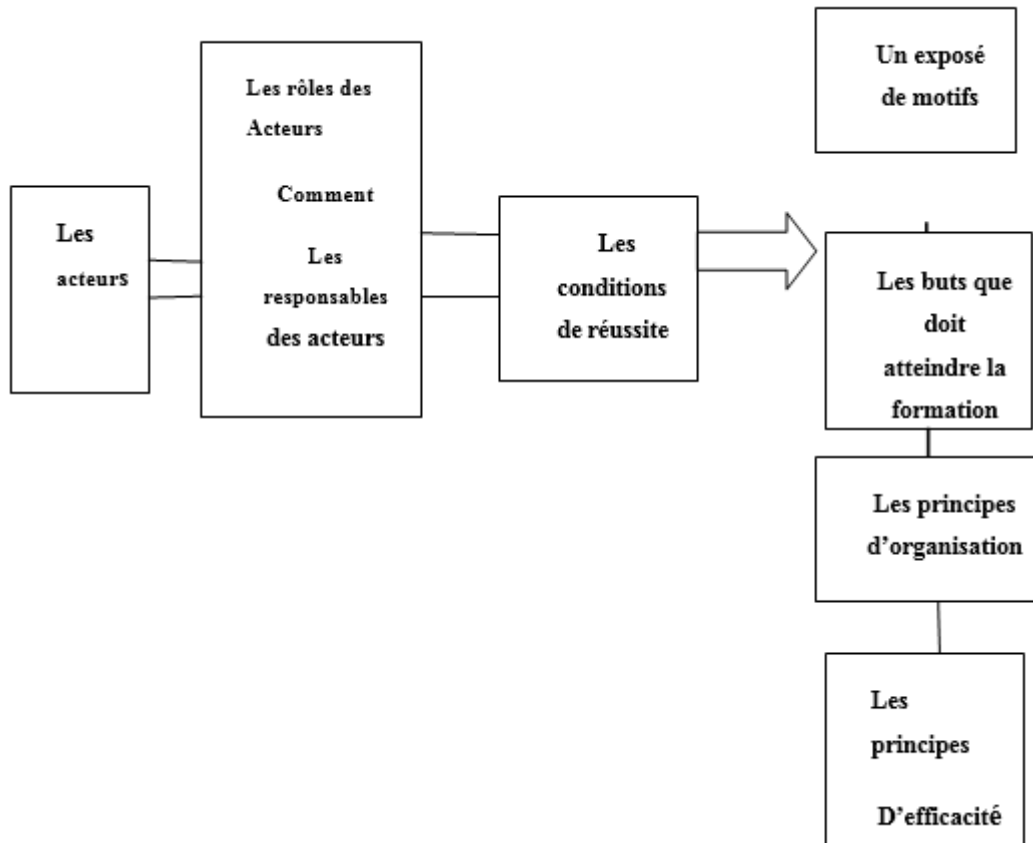 Les
acteurs
Les rôles des
Acteurs
Comment
Les
responsables
des acteurs
Les
conditions
de réussite
Un exposé
de motifs
Les buts que
doit
atteindre la
formation
Les principes
d’organisation
Les
principes
D’efficacité